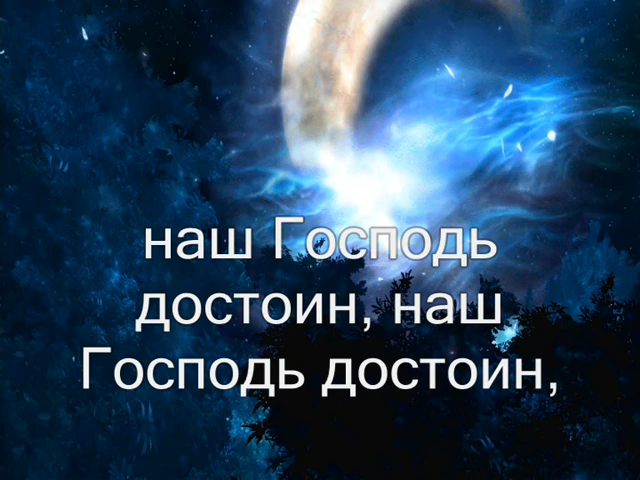 наш Господь
достоин, наш
Господь достоин,